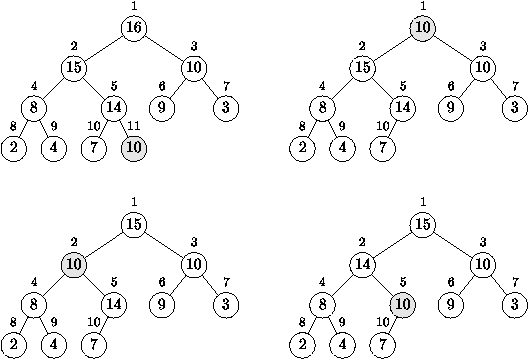 1 1
16 10
2 3 2 3
15 10 15 10
4 5 6 7 4 5 6 7
8 14 9 3 8 14 9 3
8 9 10 11 8 9 10
2 4 7 10 2 4 7
1 1
15 15
2 3 2 3
10 10 14 10
4 5 6 7 4 5 6 7
8 14 9 3 8 10 9 3
8 9 10 8 9 10
2 4 7 2 4 7